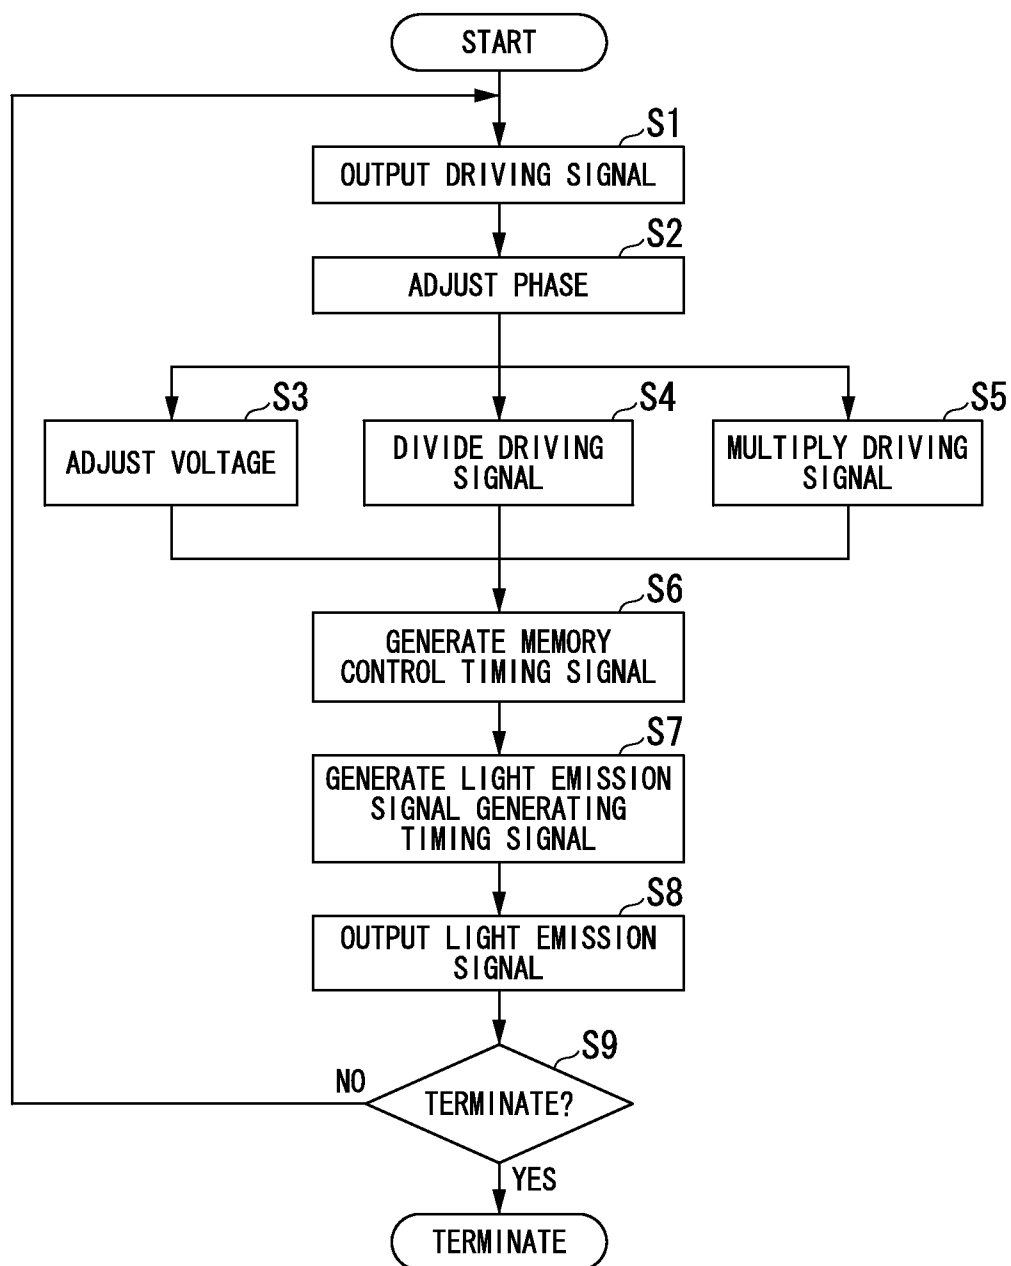 START
S1
OUTPUT DRIVING SIGNAL
S2
ADJUST PHASE
S3
ADJUST VOLTAGE
S4
DIVIDE DRIVING
SIGNAL
S5
MULTIPLY DRIVING
SIGNAL
S6
GENERATE MEMORY
CONTROL TIMING SIGNAL
S7
GENERATE LIGHT EMISSION
SIGNAL GENERATING
TIMING SIGNAL
S8
OUTPUT LIGHT EMISSION
SIGNAL
S9
NO
TERMINATE?
YES
TERMINATE